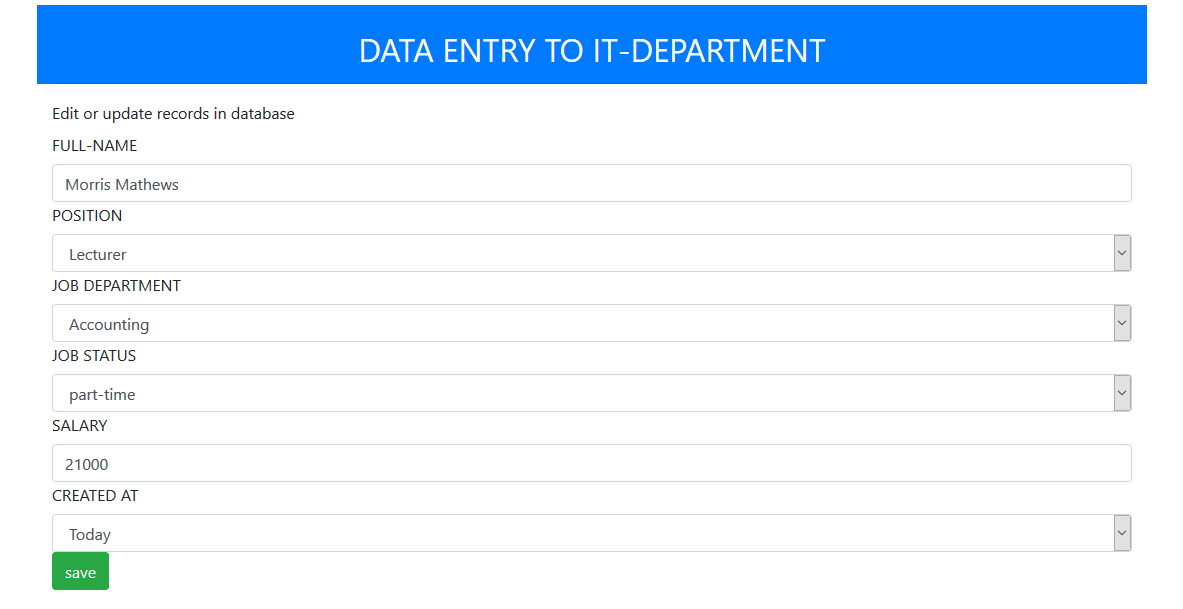 DATA ENTRY TO IT-DEPARTMENT
Edit or update records in database
FULL-NAME
Morris Mathews
POSITION
Lecturer
JOB DEPARTMENT
Accounting
JOB STATUS
part-time
SALARY
21000
CREATED AT
Today
save